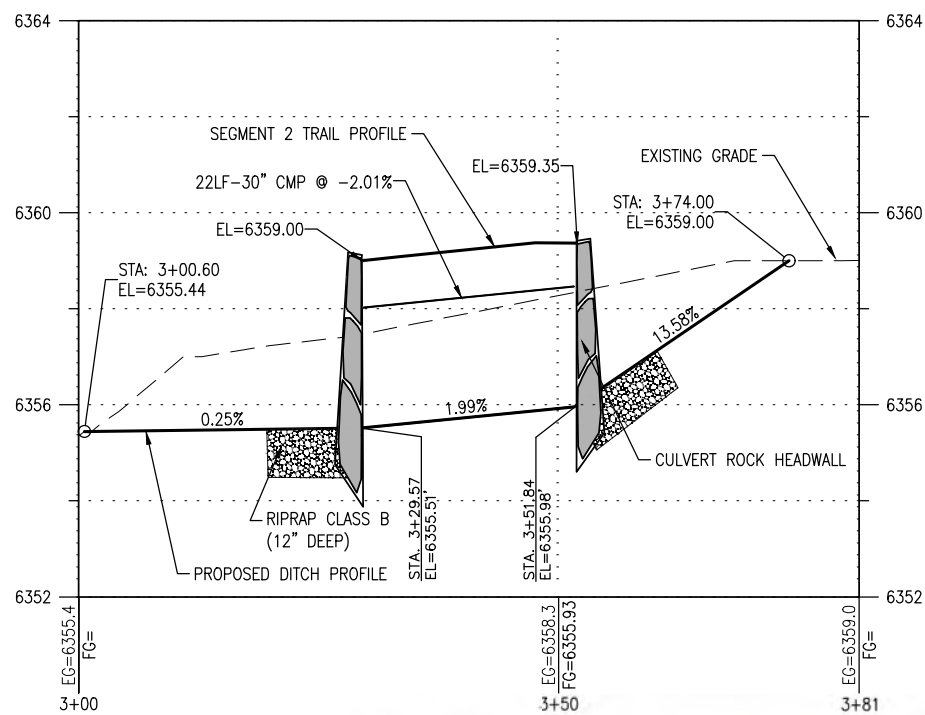 6364
6364
SEGMENT 2 TRAIL PROFILE
EL=6359.35
EXISTING GRADE
22LF-30" CMP @ -2.01%
STA: 3+74.00
EL=6359.00
6360
6360
EL=6359.00
STA: 3+00.60
EL=6355.44
13.58%
6356
0.25%
1.99%
6356
CULVERT ROCK HEADWALL
RIPRAP CLASS B
(12" DEEP)
STA. 3+29.57
EL=6355.51'
STA. 3+51.84
EL=6355.98'
PROPOSED DITCH PROFILE
6352
6352
EG=6355.4
FG=
EG=6358.3
FG=6355.93
EG=6359.0
FG=
3+00
3+50
3+81